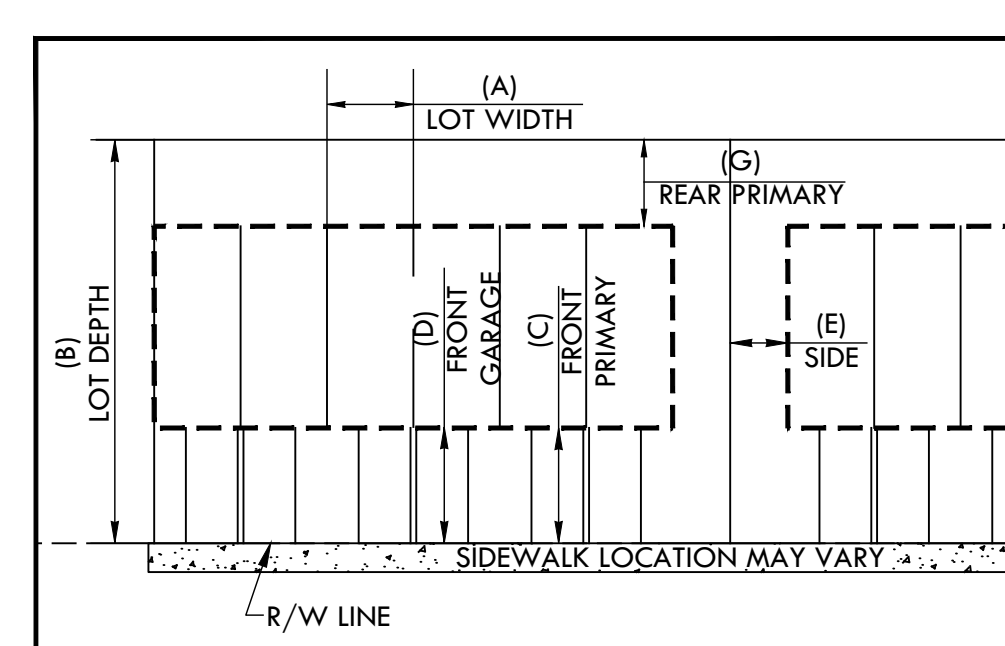 (A)
LOT WIDTH
(G)
REAR PRIMARY
(B)
LOT DEPTH
(D)
FRONT
GARAGE
(C)
FRONT
PRIMARY
(E)
SIDE
SIDEWALK LOCATION MAY VARY
R/W LINE